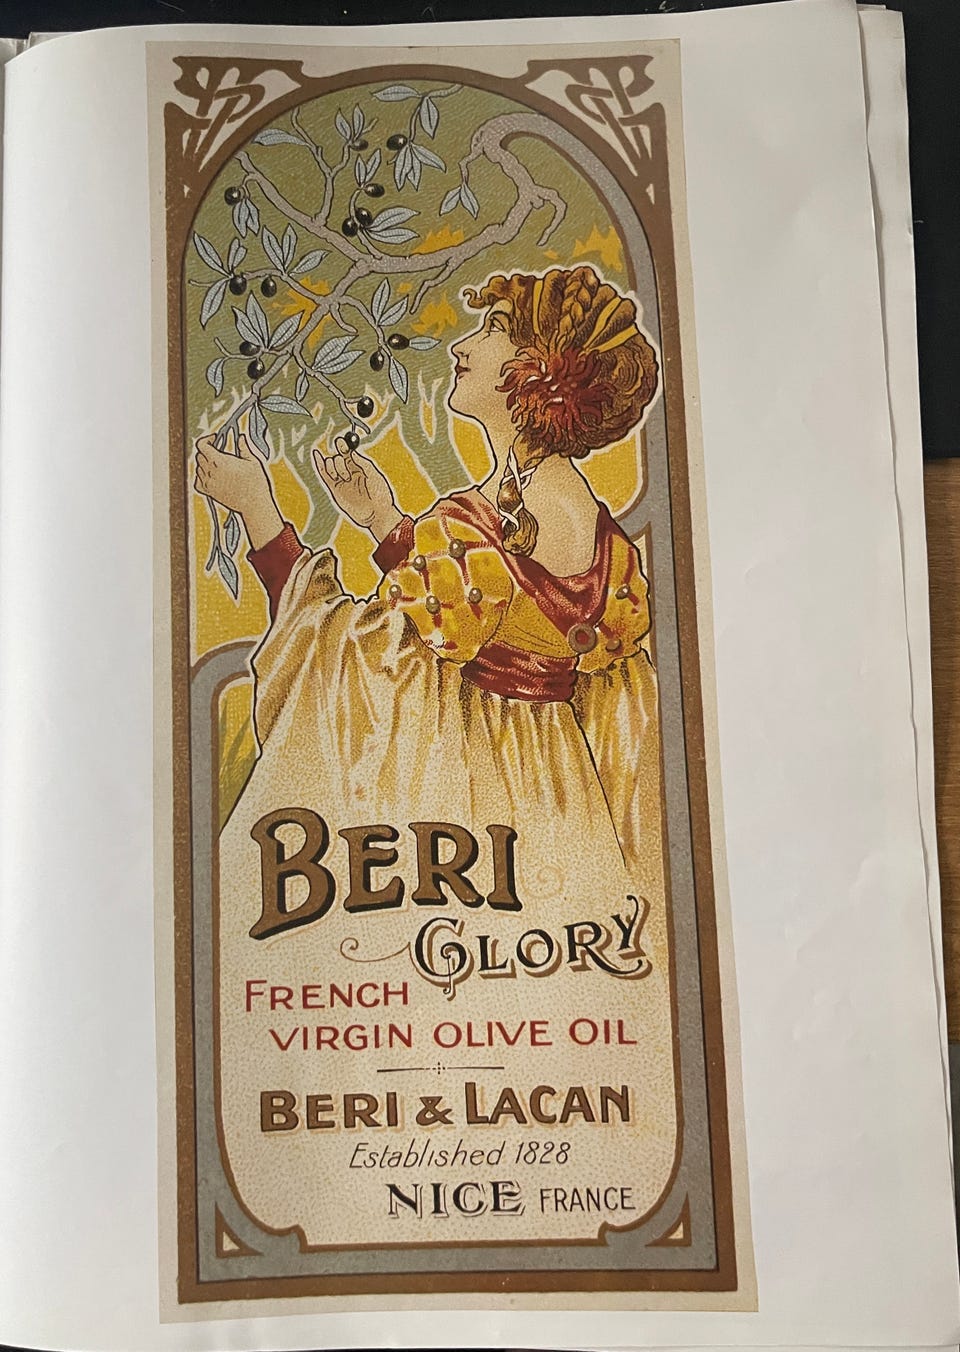 BERI
GLORY
FRENCH
VIRGIN OLIVE OIL
BERI & LACAN
Established 1828
NICE FRANCE